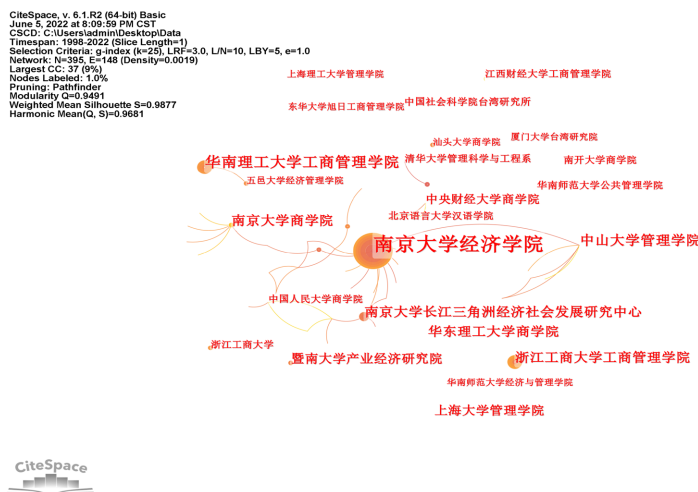 CiteSpace, v. 6.1.R2 (64-bit) Basic
June 5, 2022 at 8:09:59 PM CST
CSCD: C:\Users\admin\Desktop\Data
Timespan: 1998-2022 (Slice Length=1)
Selection Criteria: g-index (k=25), LRF=3.0, L/N=10, LBY=5, e=1.0
Network: N=395, E=148 (Density=0.0019)
Largest CC: 37 (9%)
Nodes Labeled: 1.0%
Pruning: Pathfinder
Modularity Q=0.9491
Weighted Mean Silhouette S=0.9877
Harmonic Mean(Q, S)=0.9681
上海理工大学管理学院
江西财经大学工商管理学院
东华大学旭日工商管理学院
中国社会科学院台湾研究所
汕头大学商学院
厦门大学台湾研究院
华南理工大学工商管理学院
清华大学管理科学与工程系
南开大学商学院
五邑大学经济管理学院
华南师范大学公共管理学院
中央财经大学商学院
南京大学商学院
北京语言大学汉语学院
南京大学经济学院
中山大学管理学院
中国人民大学商学院
南京大学长江三角洲经济社会发展研究中心
华东理工大学商学院
浙江工商大学
暨南大学产业经济研究院
浙江工商大学工商管理学院
华南师范大学经济与管理学院
上海大学管理学院
CiteSpace